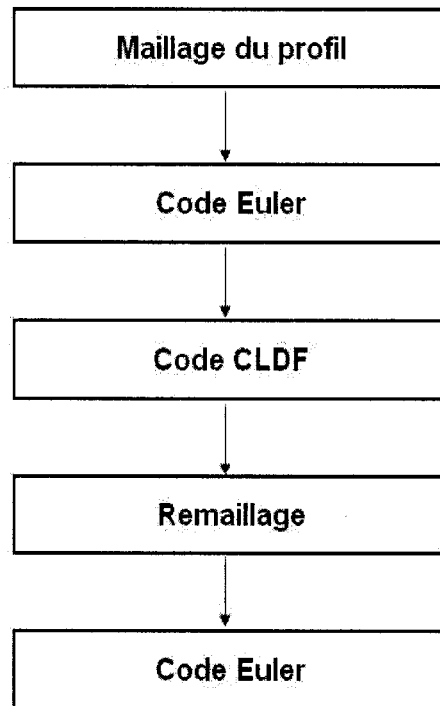 Maillage du profil
Code Euler
Code CLDF
Remaillage
Code Euler